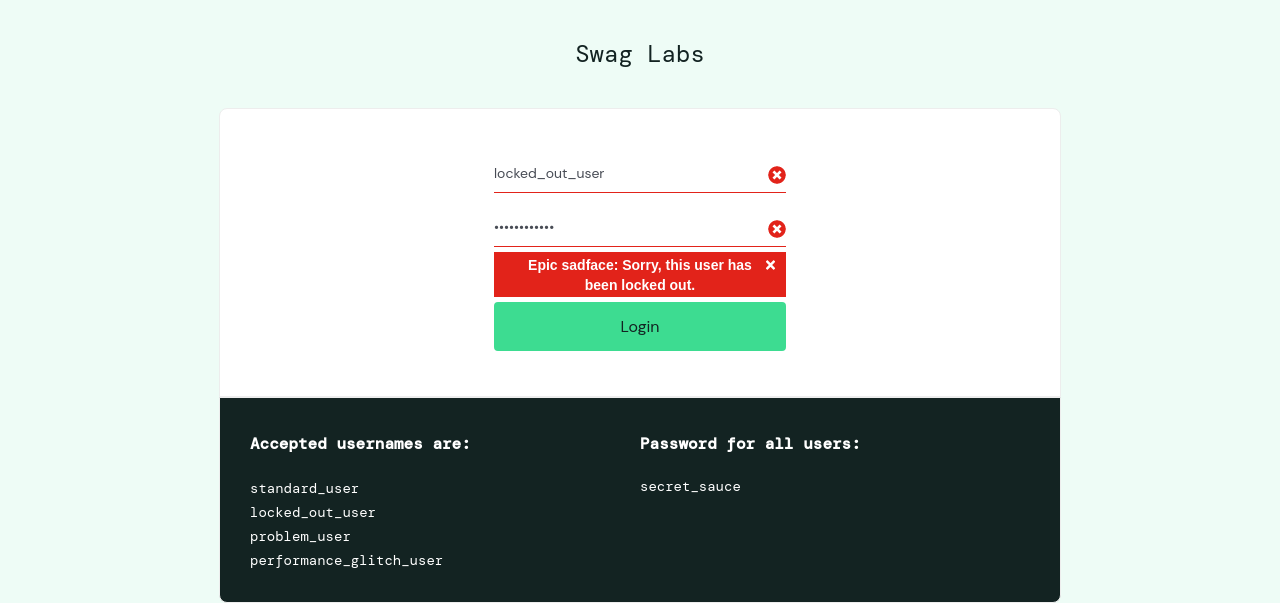 Swag Labs
locked_out_user
••••••••••••
Epic sadface: Sorry, this user has
been locked out.
Login
Accepted usernames are:
standard_user
locked_out_user
problem_user
performance_glitch_user
Password for all users:
secret_sauce